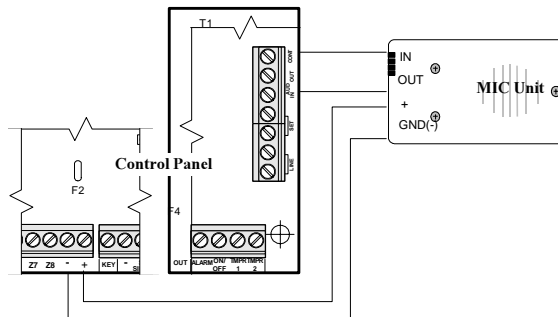 T1
CONT
AUD
OUT
IN
SET
LINE
IN
OUT
+
GND(-)
MIC Unit
Control Panel
F2
F4
Z7 Z8 - + KEY -
OUT ALARM ON/OFF TMPR 1 TMPR 2